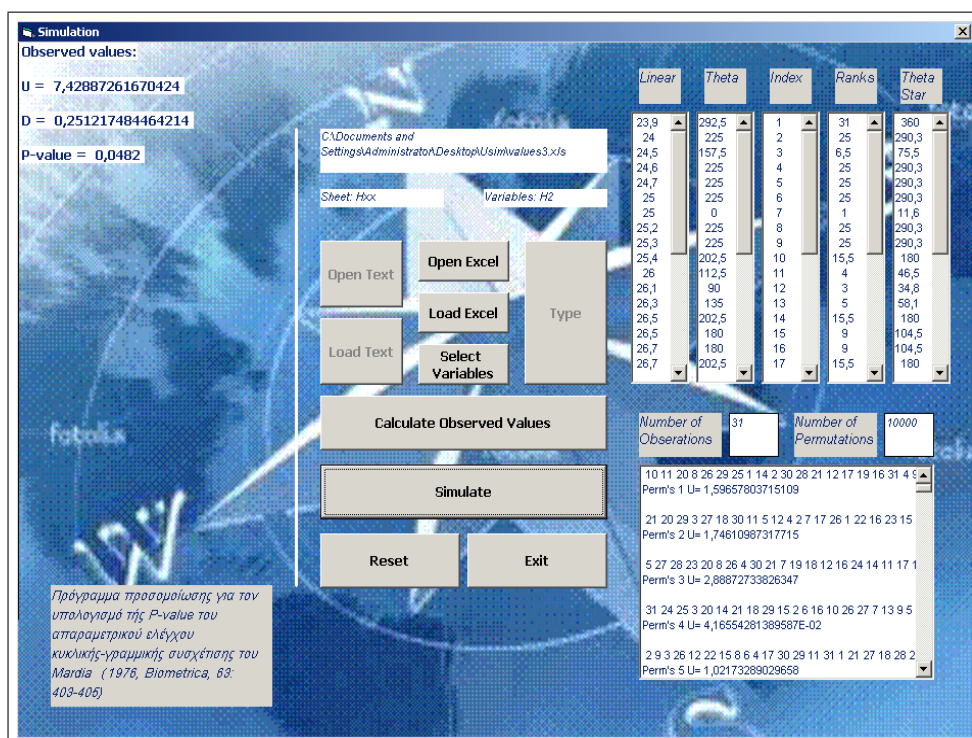 Simulation
Observed values:
U = 7,42887261670424
D = 0,251217484464214
P-value = 0,0482
C:\Documents and
Settings\Administrator\Desktop\Usim\values3.xls
Sheet: Hxx Variables: H2
Open Text
Open Excel
Type
Load Text
Load Excel
Select
Variables
Calculate Observed Values
Simulate
Reset
Exit
Πρόγραμμα προσομοίωσης για τον
υπολογισμό τής P-value του
απαραμετρικού ελέγχου
κυκλικής-γραμμικής συσχέτισης του
Mardia (1976, Biometrica, 63:
403-405)
Linear Theta Index Ranks Theta
Star
23,9 292,5 1 31 360
24 225 2 25 290,3
24,5 157,5 3 6,5 75,5
24,6 225 4 25 290,3
24,7 225 5 25 290,3
25 225 6 25 290,3
25 0 7 1 11,6
25,2 225 8 25 290,3
25,3 225 9 25 290,3
25,4 202,5 10 15,5 180
26 112,5 11 4 46,5
26,1 90 12 3 34,8
26,3 135 13 5 58,1
26,5 202,5 14 15,5 180
26,5 180 15 9 104,5
26,7 180 16 9 104,5
26,7 202,5 17 15,5 180
Number of
Obserations
31
Number of
Permutations
10000
10 11 20 8 26 29 25 1 14 2 30 28 21 12 17 19 16 31 4 9
Perm's 1 U= 1,59657803715109
21 20 29 3 27 18 30 11 5 12 4 2 7 17 26 1 22 16 23 15
Perm's 2 U= 1,74610987317715
5 27 28 23 20 8 26 4 30 21 7 19 18 12 16 24 14 11 17 1
Perm's 3 U= 2,88872733826347
31 24 25 3 20 14 21 18 29 15 2 6 16 10 26 27 7 13 9 5
Perm's 4 U= 4,16554281389587E-02
2 9 3 26 12 22 15 8 6 4 17 30 29 11 31 1 21 27 18 28 2
Perm's 5 U= 1,02173289029658
fotolia
fotolia